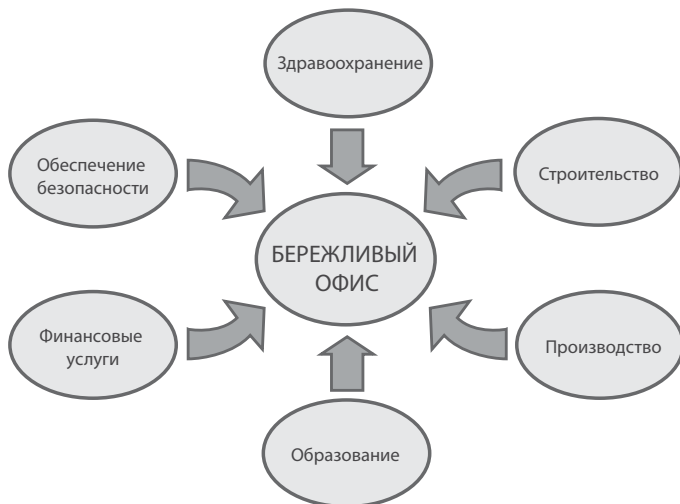 Здравоохранение
Обеспечение
безопасности
Строительство
БЕРЕЖЛИВЫЙ
ОФИС
Финансовые
услуги
Производство
Образование